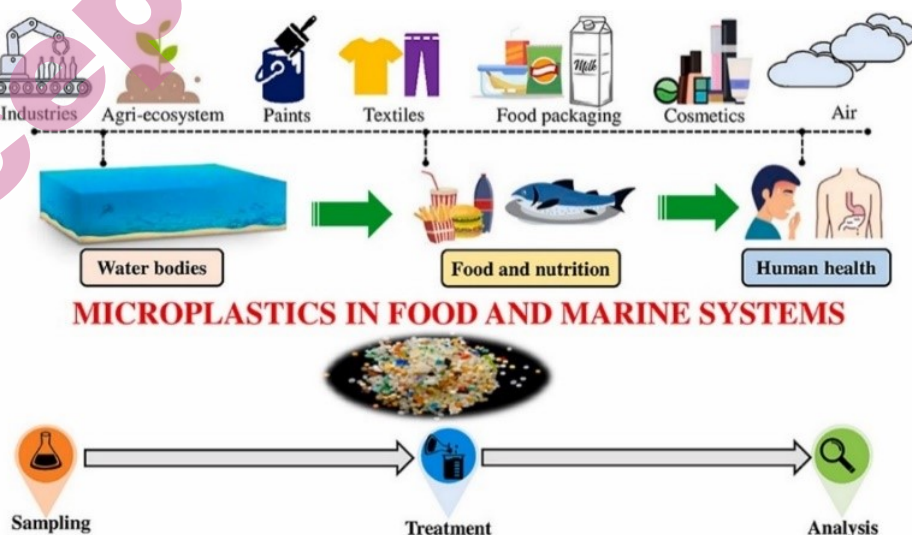 Industries
Agri-ecosystem
Paints
Textiles
Milk
Food packaging
Cosmetics
Air
Water bodies
Food and nutrition
Human health
MICROPLASTICS IN FOOD AND MARINE SYSTEMS
Sampling
Treatment
Analysis